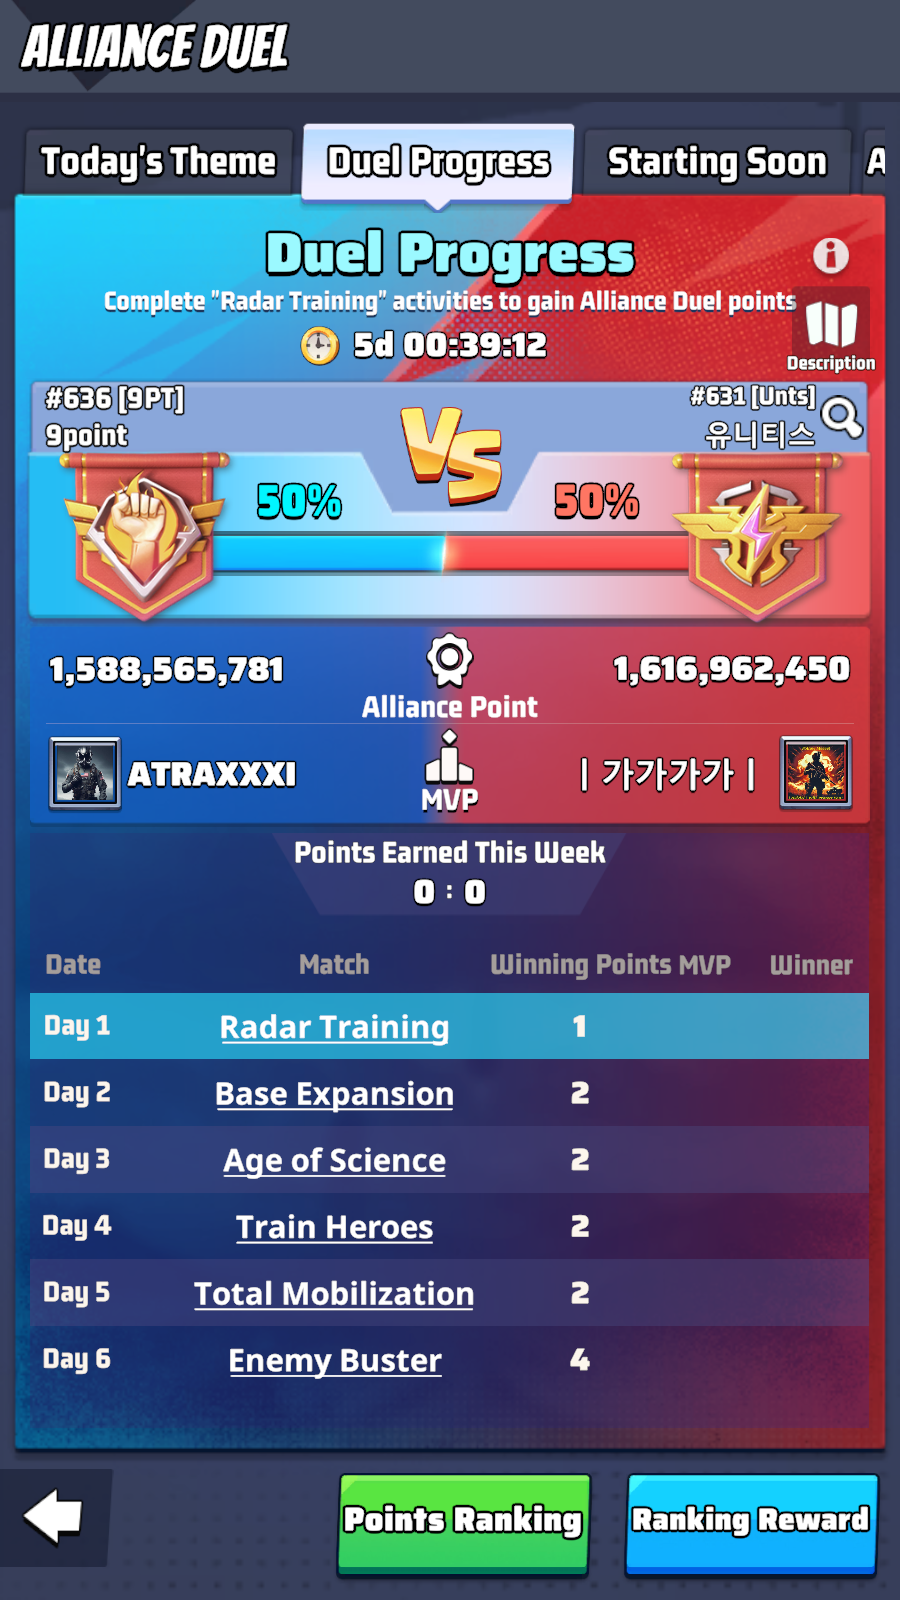 ALLIANCE DUEL
Today's Theme
Duel Progress
Starting Soon
A
Duel Progress
Complete "Radar Training" activities to gain Alliance Duel points
5d 00:39:12
Description
#636 [9PT]
9point
VS
#631 [Unts]
유니티스
50%
50%
1,588,565,781
Alliance Point
1,616,962,450
ATRAXXXI
MVP
| 가가가가 |
Points Earned This Week
0 : 0
Date Match Winning Points MVP Winner
Day 1 Radar Training 1
Day 2 Base Expansion 2
Day 3 Age of Science 2
Day 4 Train Heroes 2
Day 5 Total Mobilization 2
Day 6 Enemy Buster 4
Points Ranking
Ranking Reward